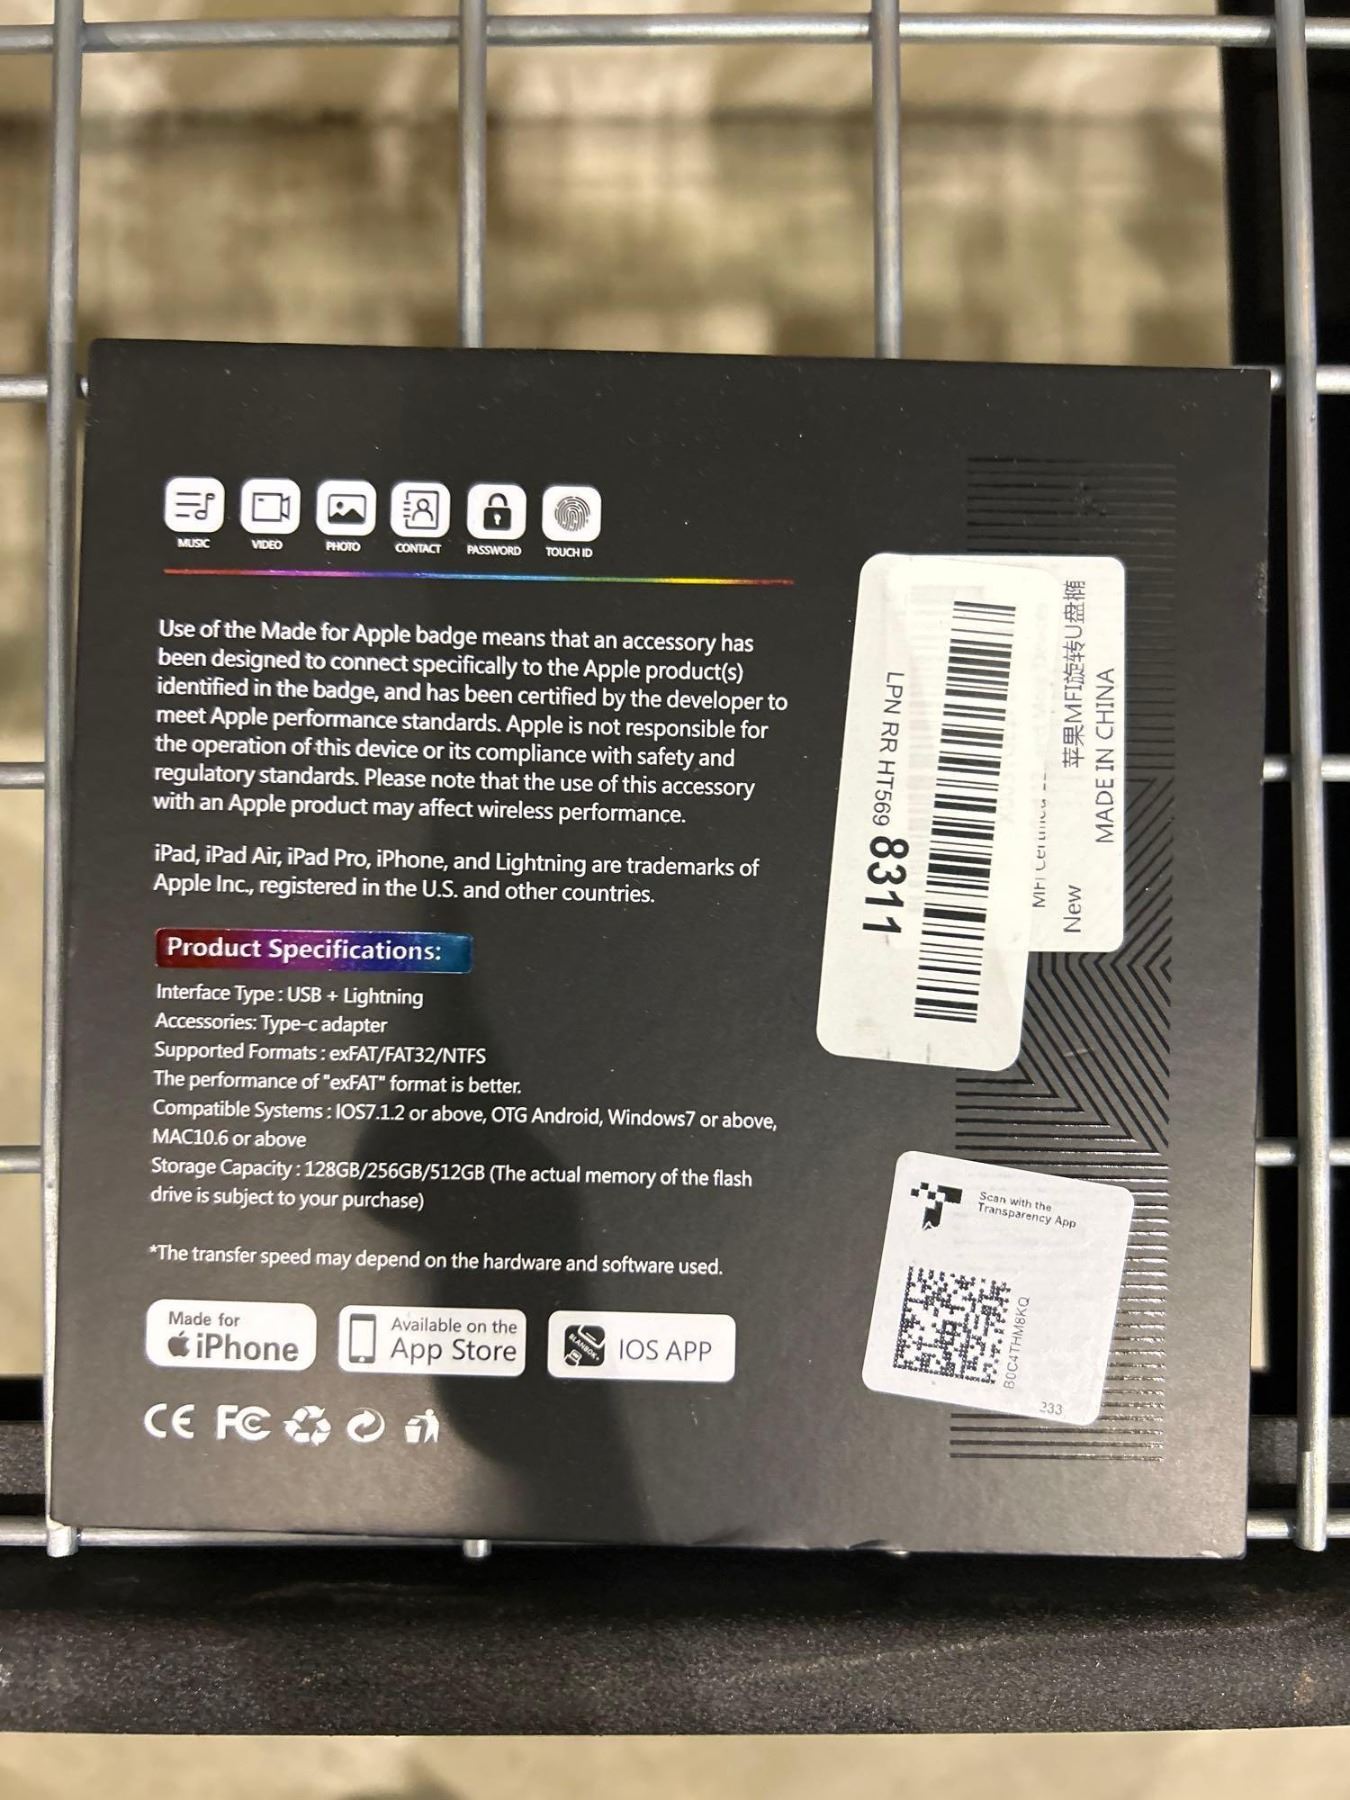 MUSIC
VIDEO
PHOTO
CONTACT
PASSWORD
TOUCH ID
Use of the Made for Apple badge means that an accessory has
been designed to connect specifically to the Apple product(s)
identified in the badge, and has been certified by the developer to
meet Apple performance standards. Apple is not responsible for
the operation of this device or its compliance with safety and
regulatory standards. Please note that the use of this accessory
with an Apple product may affect wireless performance.
iPad, iPad Air, iPad Pro, iPhone, and Lightning are trademarks of
Apple Inc., registered in the U.S. and other countries.
Product Specifications:
Interface Type : USB + Lightning
Accessories: Type-c adapter
Supported Formats : exFAT/FAT32/NTFS
The performance of "exFAT" format is better.
Compatible Systems : IOS7.1.2 or above, OTG Android, Windows7 or above,
MAC10.6 or above
Storage Capacity : 128GB/256GB/512GB (The actual memory of the flash
drive is subject to your purchase)
*The transfer speed may depend on the hardware and software used.
Made for
iPhone
Available on the
App Store
BLANBOK+
IOS APP
CE FC
LPN RR HT569 8311
MFI Certified
New
苹果MFI旋转U盘椭
MADE IN CHINA
Scan with the
Transparency App
B0C4THM8KQ
233